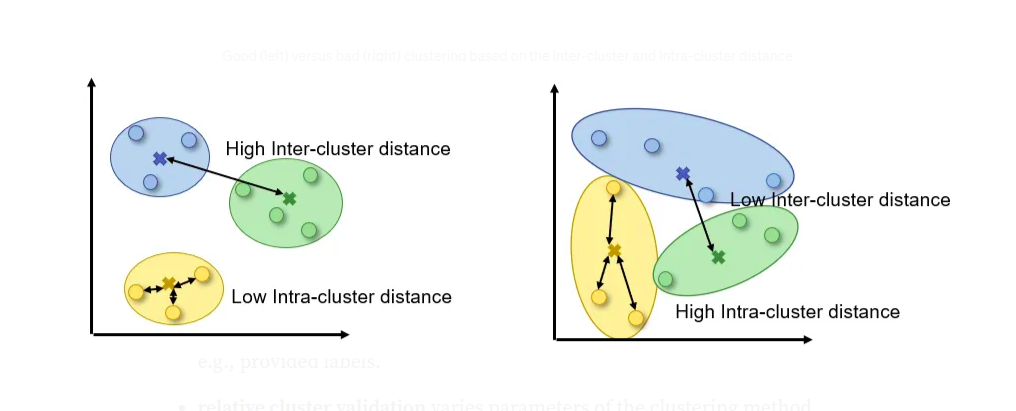 Good (left) versus bad (right) clustering based on the Inter-cluster and Intra-cluster distance
High Inter-cluster distance
Low Intra-cluster distance
Low Inter-cluster distance
High Intra-cluster distance
e.g., provided labels.
• relative cluster validation varies parameters of the clustering method